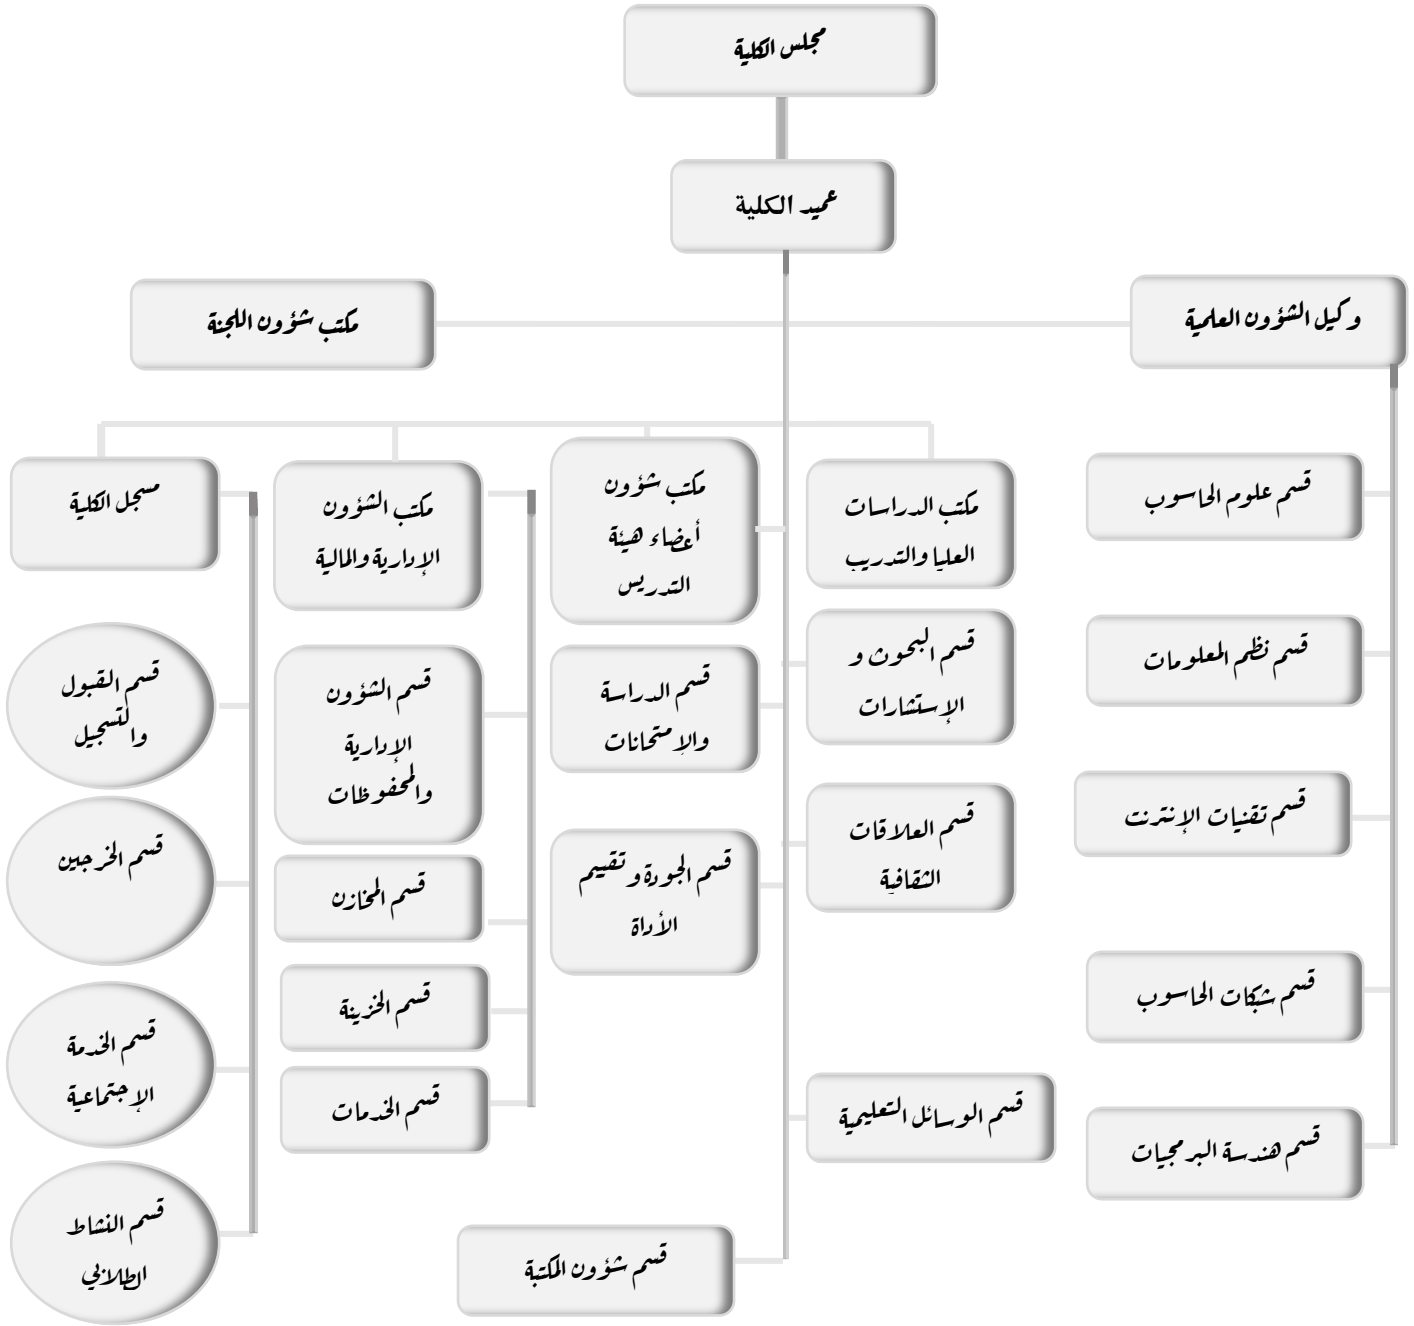 مجلس الكلية
عميد الكلية
وكيل الشؤون العلمية
مكتب شؤون اللجنة
مكتب الدراسات
العليا والتدريب
مكتب شؤون
أعضاء هيئة
التدريس
مكتب الشؤون
الإدارية والمالية
مسجل الكلية
قسم علوم الحاسوب
قسم نظم المعلومات
قسم تقنيات الإنترنت
قسم شبكات الحاسوب
قسم هندسة البرمجيات
قسم البحوث و
الإستشارات
قسم العلاقات
الثقافية
قسم الوسائل التعليمية
قسم الدراسة
والإمتحانات
قسم الجودة و تقييم
الأداة
قسم شؤون المكتبة
قسم الشؤون
الإدارية
والمحفوظات
قسم المخازن
قسم الخزينة
قسم الخدمات
قسم القبول
والتسجيل
قسم الخرجين
قسم الخدمة
الإجتماعية
قسم النشاط
الطلابي